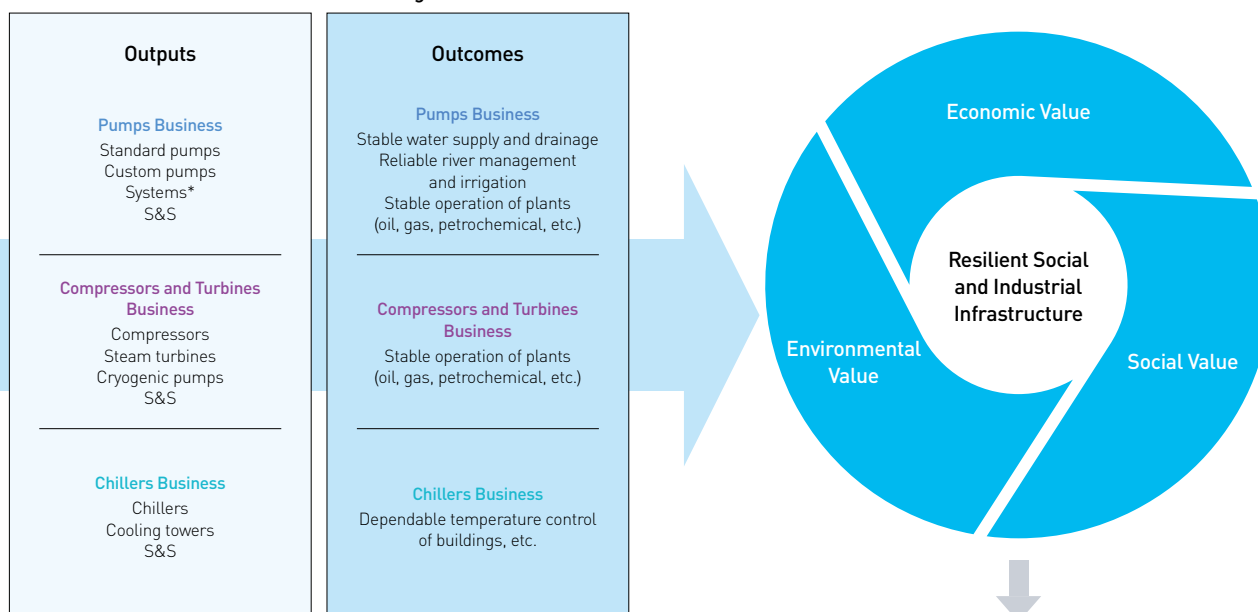 Outputs
Pumps Business
Standard pumps
Custom pumps
Systems*
S&S
Compressors and Turbines
Business
Compressors
Steam turbines
Cryogenic pumps
S&S
Chillers Business
Chillers
Cooling towers
S&S
Outcomes
Pumps Business
Stable water supply and drainage
Reliable river management
and irrigation
Stable operation of plants
(oil, gas, petrochemical, etc.)
Compressors and Turbines
Business
Stable operation of plants
(oil, gas, petrochemical, etc.)
Chillers Business
Dependable temperature control
of buildings, etc.
Economic Value
Resilient Social
and Industrial
Infrastructure
Environmental
Value
Social Value